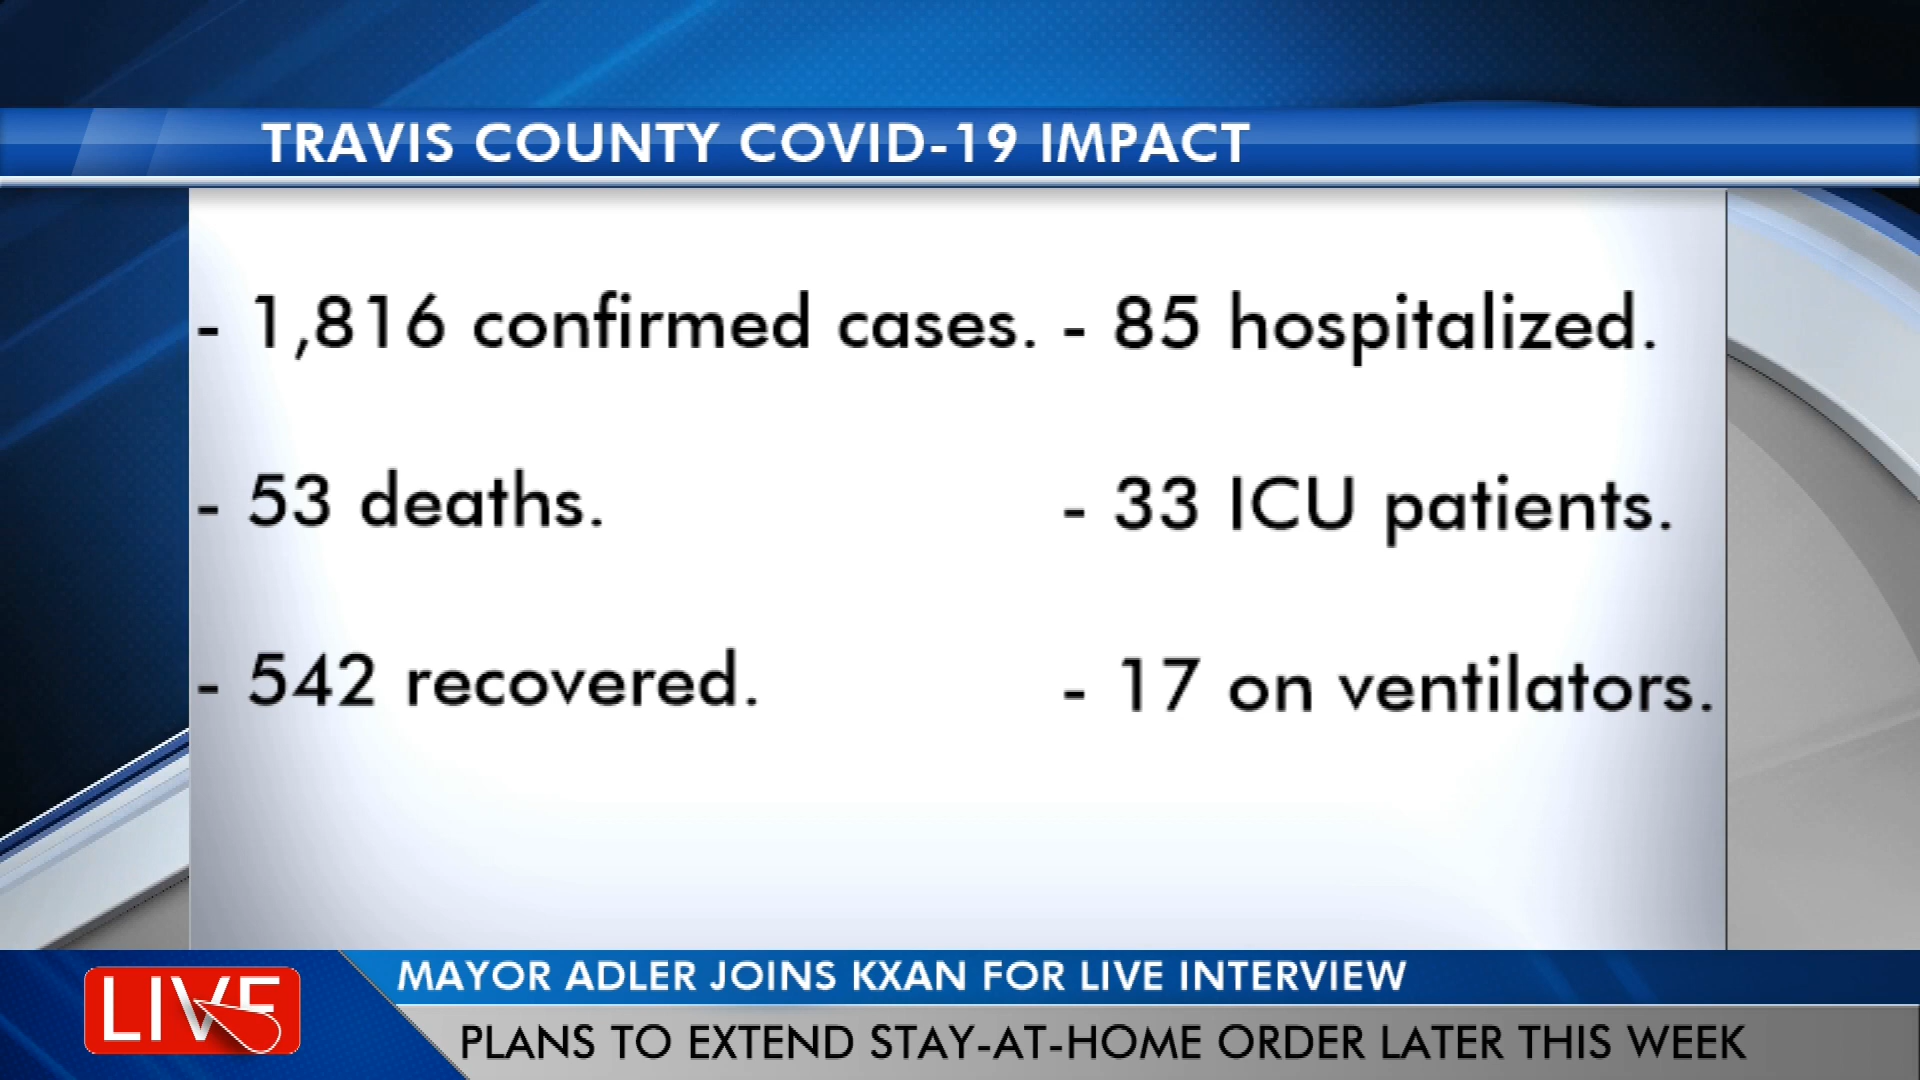 TRAVIS COUNTY COVID-19 IMPACT
- 1,816 confirmed cases.
- 53 deaths.
- 542 recovered.
- 85 hospitalized.
- 33 ICU patients.
- 17 on ventilators.
LIVE
MAYOR ADLER JOINS KXAN FOR LIVE INTERVIEW
PLANS TO EXTEND STAY-AT-HOME ORDER LATER THIS WEEK